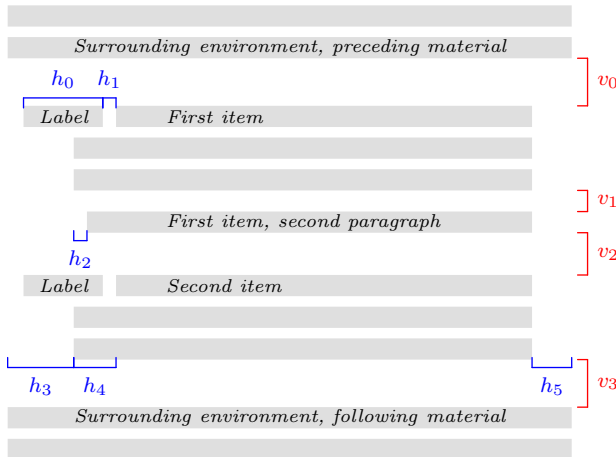 Surrounding environment, preceding material
h₀ h₁ v₀
Label First item
v₁
First item, second paragraph
h₂ v₂
Label Second item
h₃ h₄ h₅ v₃
Surrounding environment, following material